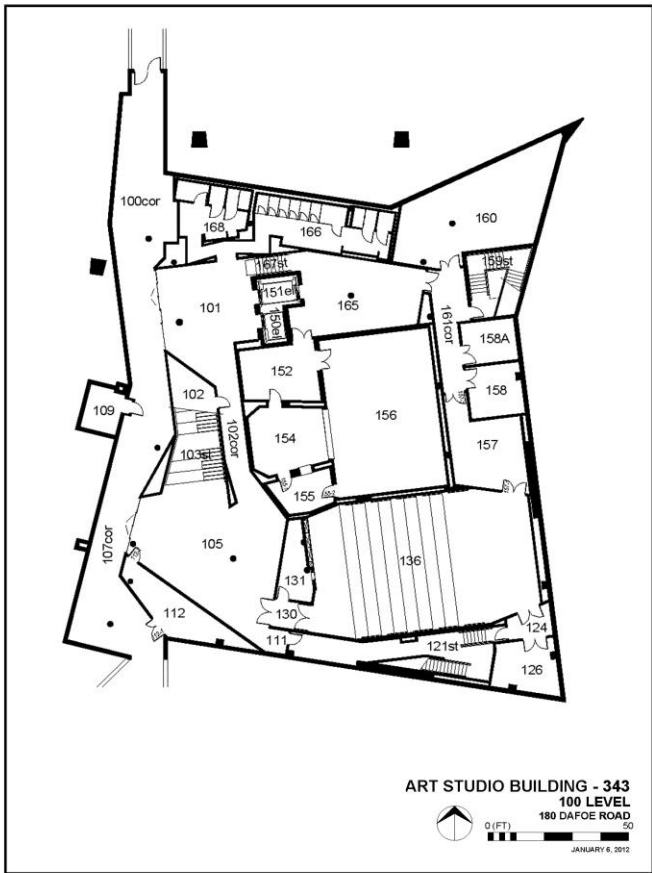 100cor
168
166
160
167st
159st
151el
165
101
150el
161cor
158A
152
102
158
109
156
102cor
154
157
103st
155
105
136
107cor
131
112
130
124
111
121st
126
ART STUDIO BUILDING - 343
100 LEVEL
180 DAFOE ROAD
0 (FT) 50
JANUARY 6, 2012